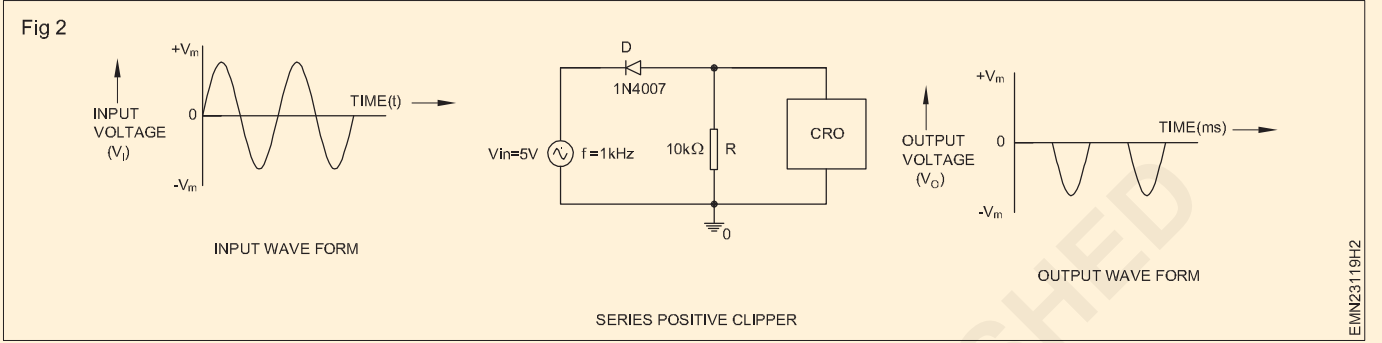 Fig 2
+Vm
INPUT
VOLTAGE
(VI)
0
TIME(t)
-Vm
INPUT WAVE FORM
D
1N4007
Vin=5V
f=1kHz
10kΩ
R
CRO
0
SERIES POSITIVE CLIPPER
+Vm
OUTPUT
VOLTAGE
(VO)
0
TIME(ms)
-Vm
OUTPUT WAVE FORM
EMN23119H2